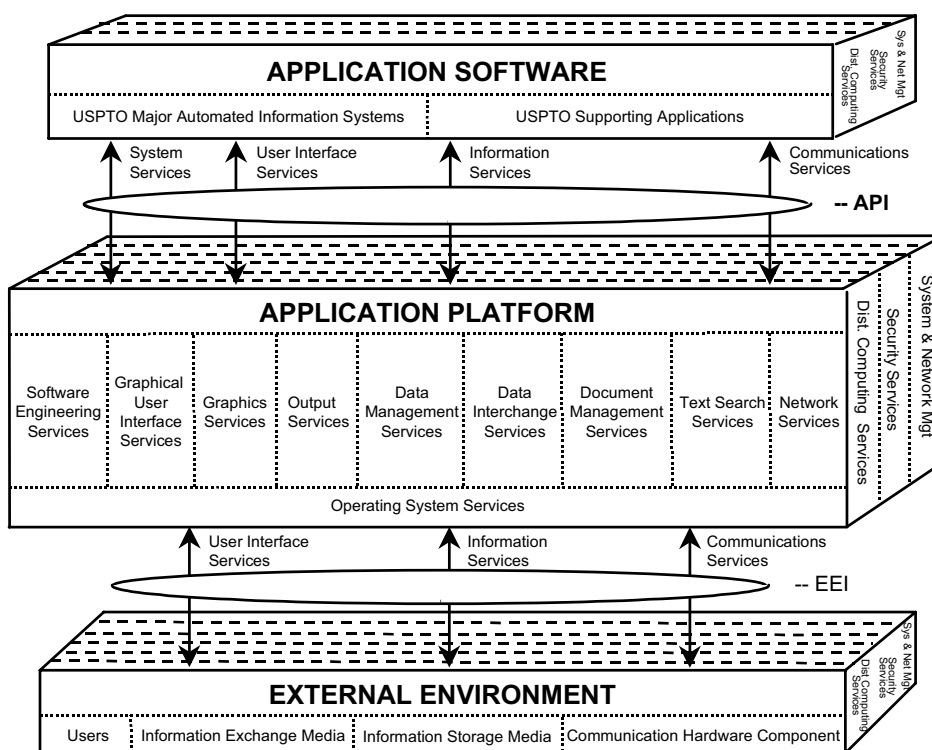 APPLICATION SOFTWARE
USPTO Major Automated Information Systems
USPTO Supporting Applications
Dist. Computing
Services
Security
Services
Sys & Net Mgt
System
Services
User Interface
Services
Information
Services
Communications
Services
-- API
APPLICATION PLATFORM
Software
Engineering
Services
Graphical
User
Interface
Services
Graphics
Services
Output
Services
Data
Management
Services
Data
Interchange
Services
Document
Management
Services
Text Search
Services
Network
Services
Operating System Services
Dist. Computing Services
Security Services
System & Network Mgt
User Interface
Services
Information
Services
Communications
Services
-- EEI
EXTERNAL ENVIRONMENT
Users
Information Exchange Media
Information Storage Media
Communication Hardware Component
Dist.Computing
Services
Security
Services
Sys & Net Mgt